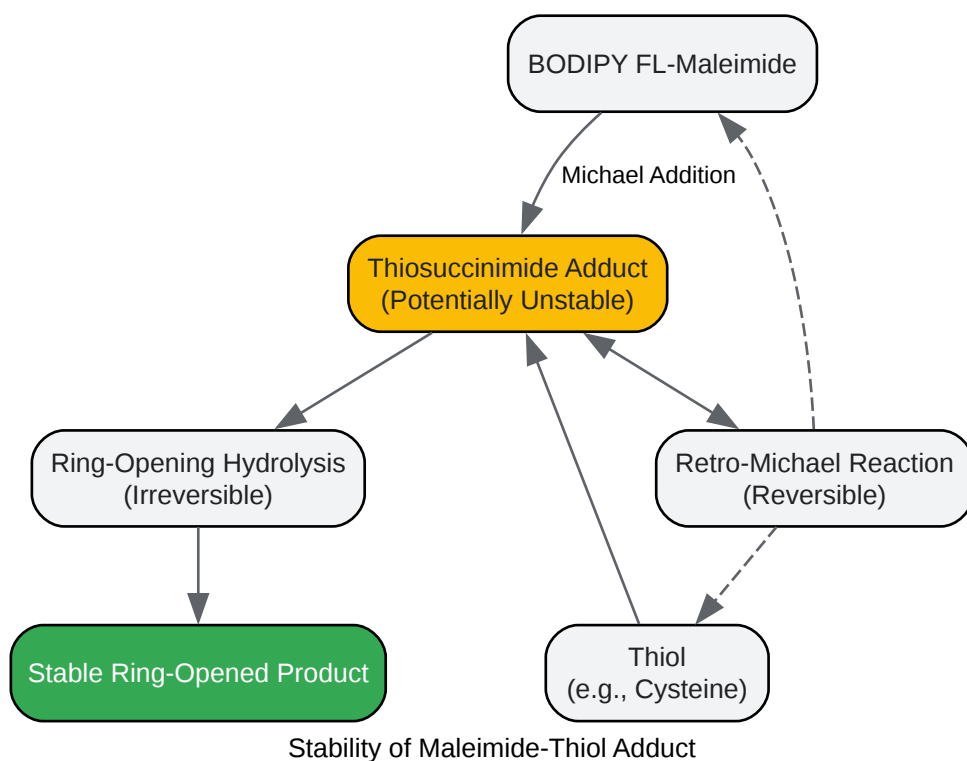 BODIPY FL-Maleimide
Michael Addition
Thiosuccinimide Adduct
(Potentially Unstable)
Ring-Opening Hydrolysis
(Irreversible)
Retro-Michael Reaction
(Reversible)
Stable Ring-Opened Product
Thiol
(e.g., Cysteine)
Stability of Maleimide-Thiol Adduct